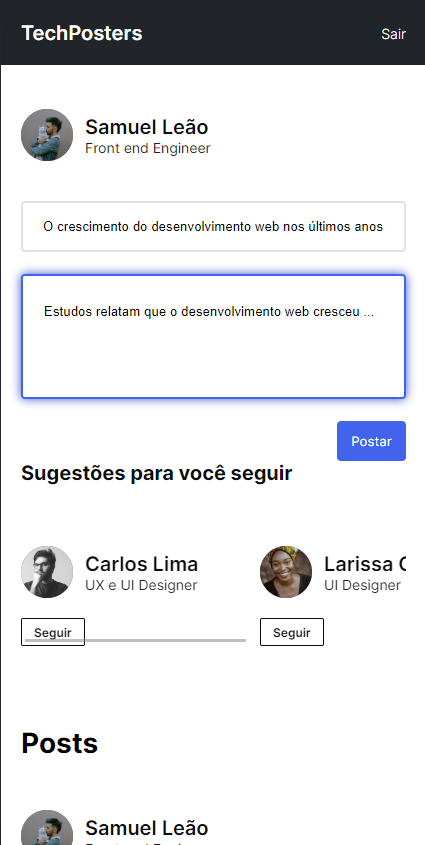 TechPosters
Sair
Samuel Leão
Front end Engineer
O crescimento do desenvolvimento web nos últimos anos
Estudos relatam que o desenvolvimento web cresceu ...
Postar
Sugestões para você seguir
Carlos Lima
UX e UI Designer
Seguir
Larissa
UI Designer
Seguir
Posts
Samuel Leão